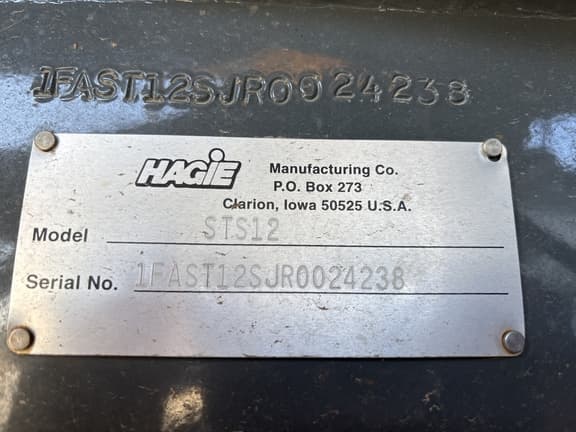 1FAST12SJR0024238
HAGIE Manufacturing Co.
P.O. Box 273
Clarion, Iowa 50525 U.S.A.
Model STS12
Serial No. 1FAST12SJR0024238